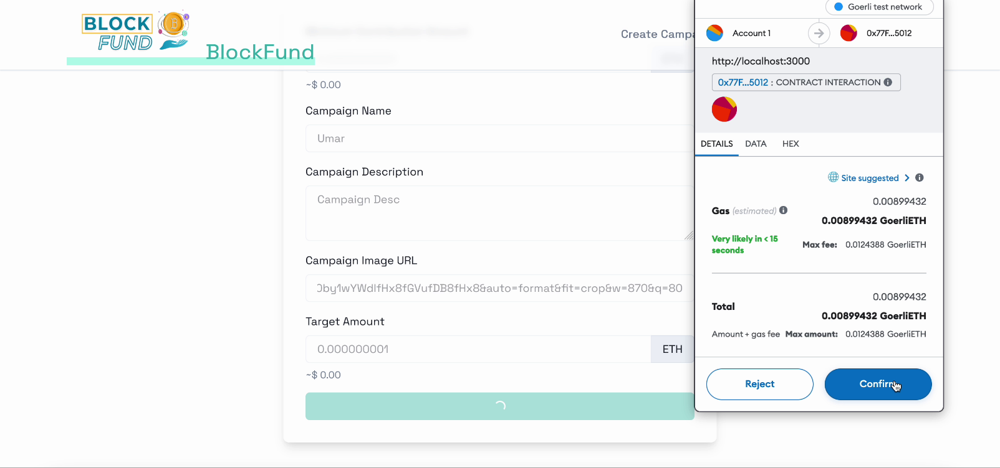 BLOCK
FUND
BlockFund
Create Campa
~$ 0.00
Campaign Name
Umar
Campaign Description
Campaign Desc
Campaign Image URL
by1wYWdlfHx8fGVufDB8fHx8&auto=format&fit=crop&w=870&q=80
Target Amount
0.000000001
ETH
~$ 0.00
Goerli test network
Account 1
0x77F...5012
http://localhost:3000
0x77F...5012 : CONTRACT INTERACTION
DETAILS DATA HEX
Site suggested
0.00899432
Gas (estimated)
0.00899432 GoerliETH
Very likely in < 15
seconds
Max fee: 0.0124388 GoerliETH
0.00899432
Total
0.00899432 GoerliETH
Amount + gas fee Max amount: 0.0124388 GoerliETH
Reject
Confirm